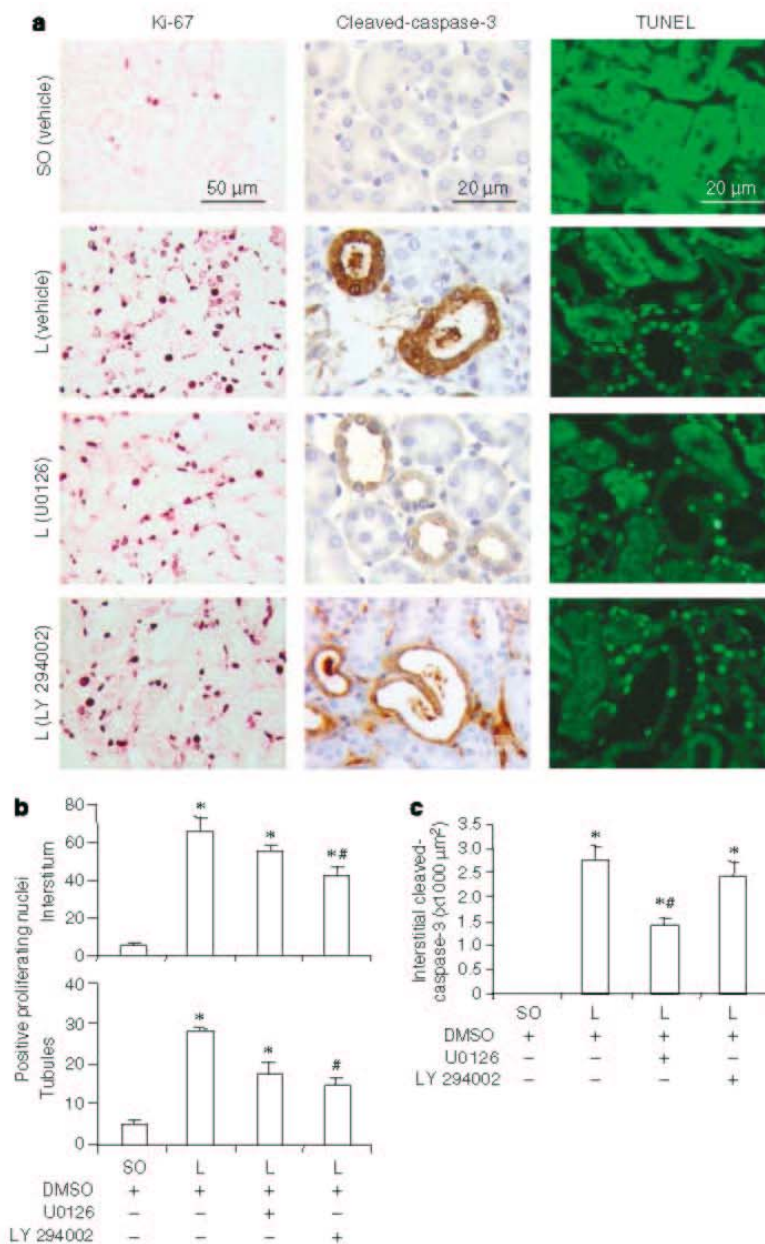 a
Ki-67 Cleaved-caspase-3 TUNEL
SO (vehicle)
50 µm 20 µm 20 µm
L (vehicle)
L (U0126)
L (LY 294002)
b
Positive proliferating nuclei
Interstitum
80
60
40
20
0
* * *#
Tubules
40
30
20
10
0
* * #
SO L L L
DMSO + + + +
U0126 – – + –
LY 294002 – – – +
c
Interstitial cleaved-
caspase-3 (x1000 µm²)
3.5
3.0
2.5
2.0
1.5
1.0
0.5
0
* *# *
SO L L L
DMSO + + + +
U0126 – – + –
LY 294002 – – – +